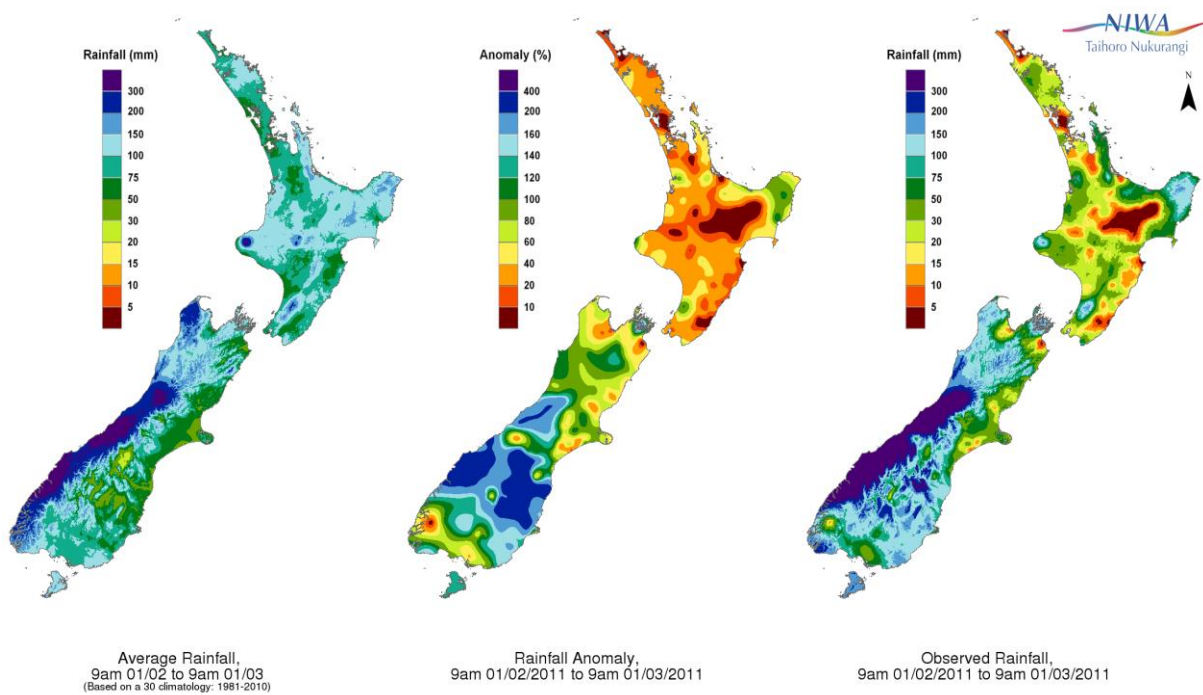 NIWA
Taihoro Nukurangi
N
Rainfall (mm)
300
200
150
100
75
50
30
20
15
10
5
Anomaly (%)
400
200
160
140
120
100
80
60
40
20
10
Rainfall (mm)
300
200
150
100
75
50
30
20
15
10
5
Average Rainfall,
9am 01/02 to 9am 01/03
(Based on a 30 climatology: 1981-2010)
Rainfall Anomaly,
9am 01/02/2011 to 9am 01/03/2011
Observed Rainfall,
9am 01/02/2011 to 9am 01/03/2011